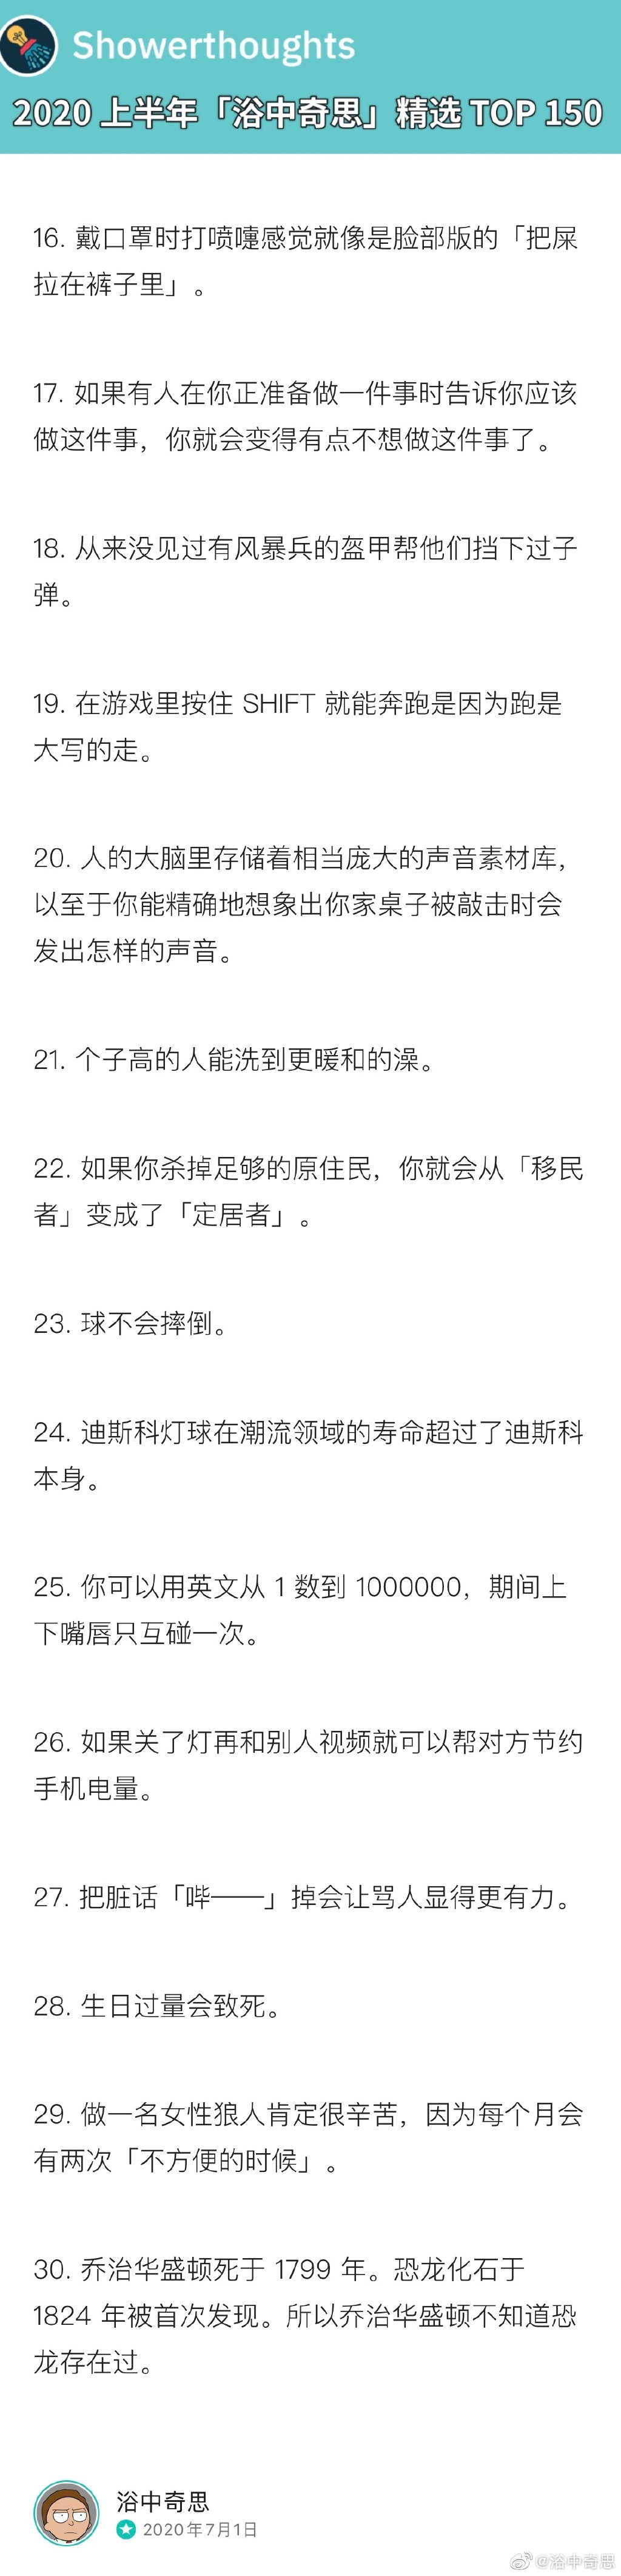 Showerthoughts
2020 上半年「浴中奇思」精选 TOP 150
16. 戴口罩时打喷嚏感觉就像是脸部版的「把屎
拉在裤子里」。
17. 如果有人在你正准备做一件事时告诉你应该
做这件事，你就会变得有点不想做这件事了。
18. 从来没见过有风暴兵的盔甲帮他们挡下过子
弹。
19. 在游戏里按住 SHIFT 就能奔跑是因为跑是
大写的走。
20. 人的大脑里存储着相当庞大的声音素材库，
以至于你能精确地想象出你家桌子被敲击时会
发出怎样的声音。
21. 个子高的人能洗到更暖和的澡。
22. 如果你杀掉足够的原住民，你就会从「移民
者」变成了「定居者」。
23. 球不会摔倒。
24. 迪斯科灯球在潮流领域的寿命超过了迪斯科
本身。
25. 你可以用英文从 1 数到 1000000，期间上
下嘴唇只互碰一次。
26. 如果关了灯再和别人视频就可以帮对方节约
手机电量。
27. 把脏话「哔——」掉会让骂人显得更有力。
28. 生日过量会致死。
29. 做一名女性狼人肯定很辛苦，因为每个月会
有两次「不方便的时候」。
30. 乔治华盛顿死于 1799 年。恐龙化石于
1824 年被首次发现。所以乔治华盛顿不知道恐
龙存在过。
浴中奇思
2020年7月1日
@浴中奇思